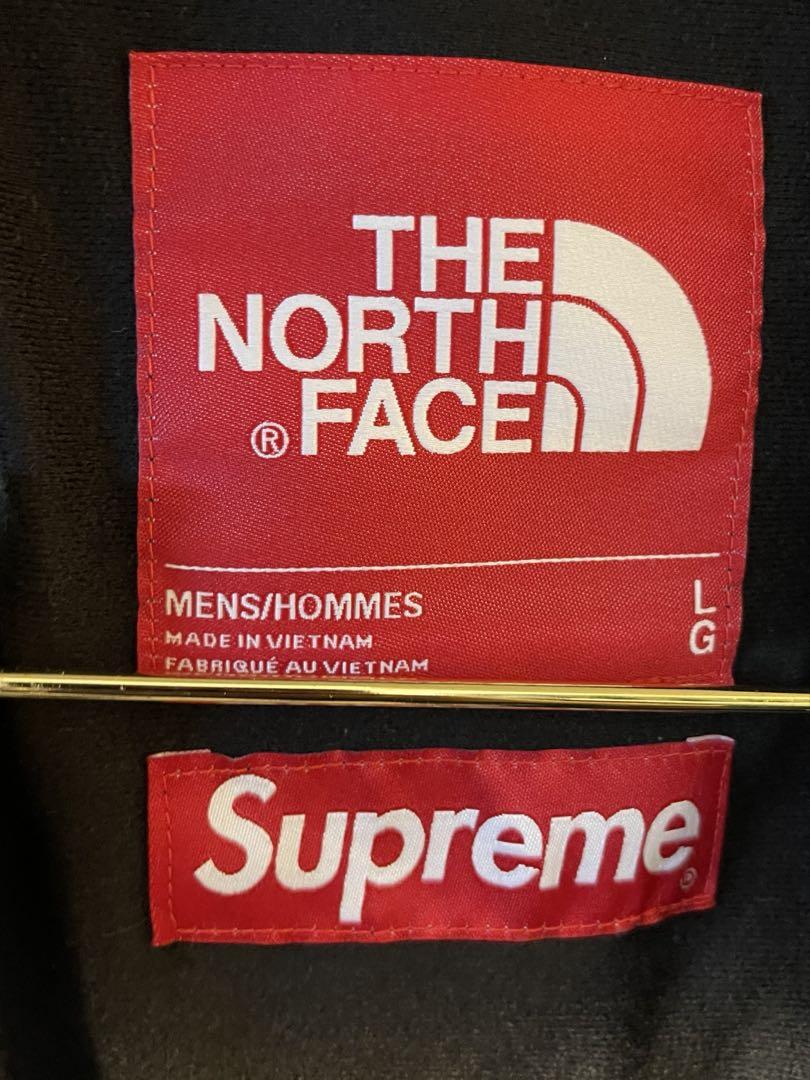 THE
NORTH
® FACE
MENS/HOMMES L
MADE IN VIETNAM G
FABRIQUÉ AU VIETNAM
Supreme®